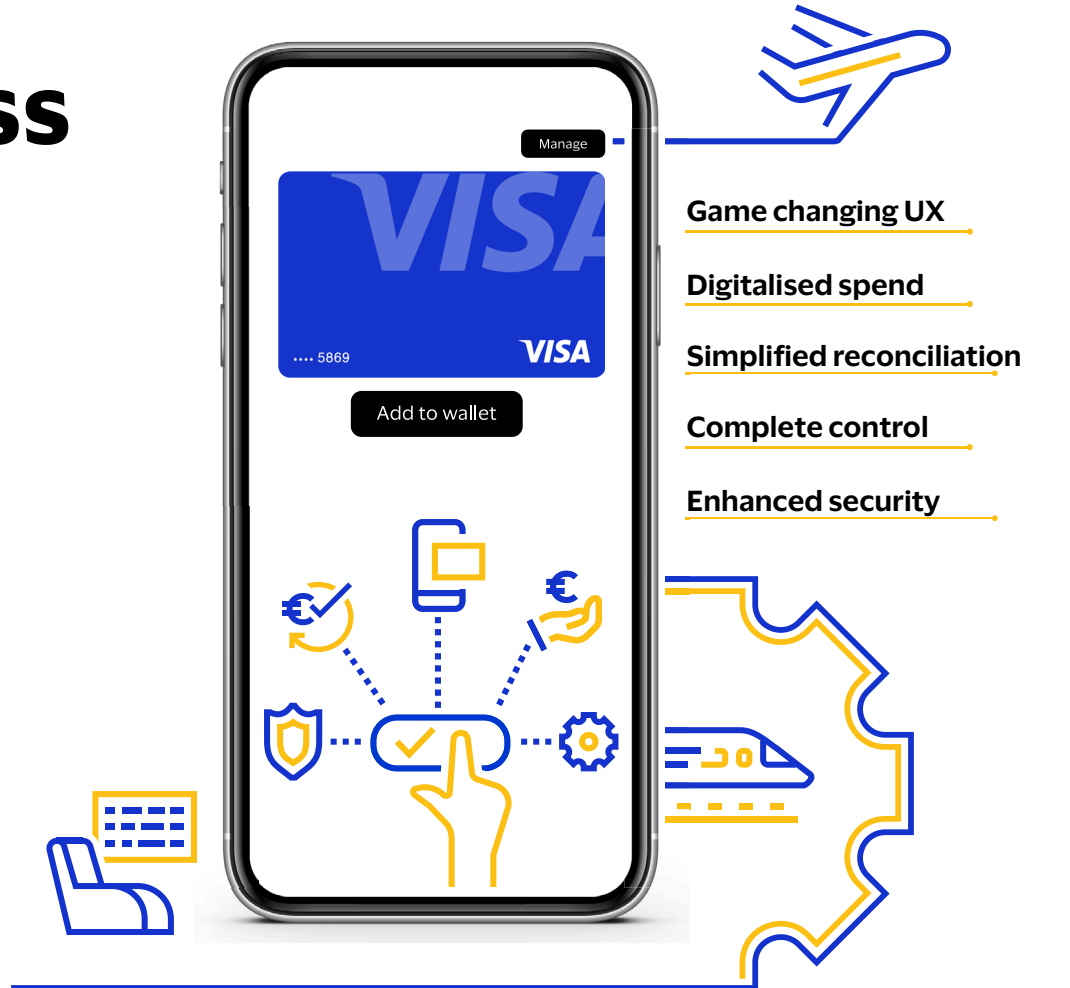 ss
Manage
VISA
•••• 5869
VISA
Add to wallet
Game changing UX
Digitalised spend
Simplified reconciliation
Complete control
Enhanced security